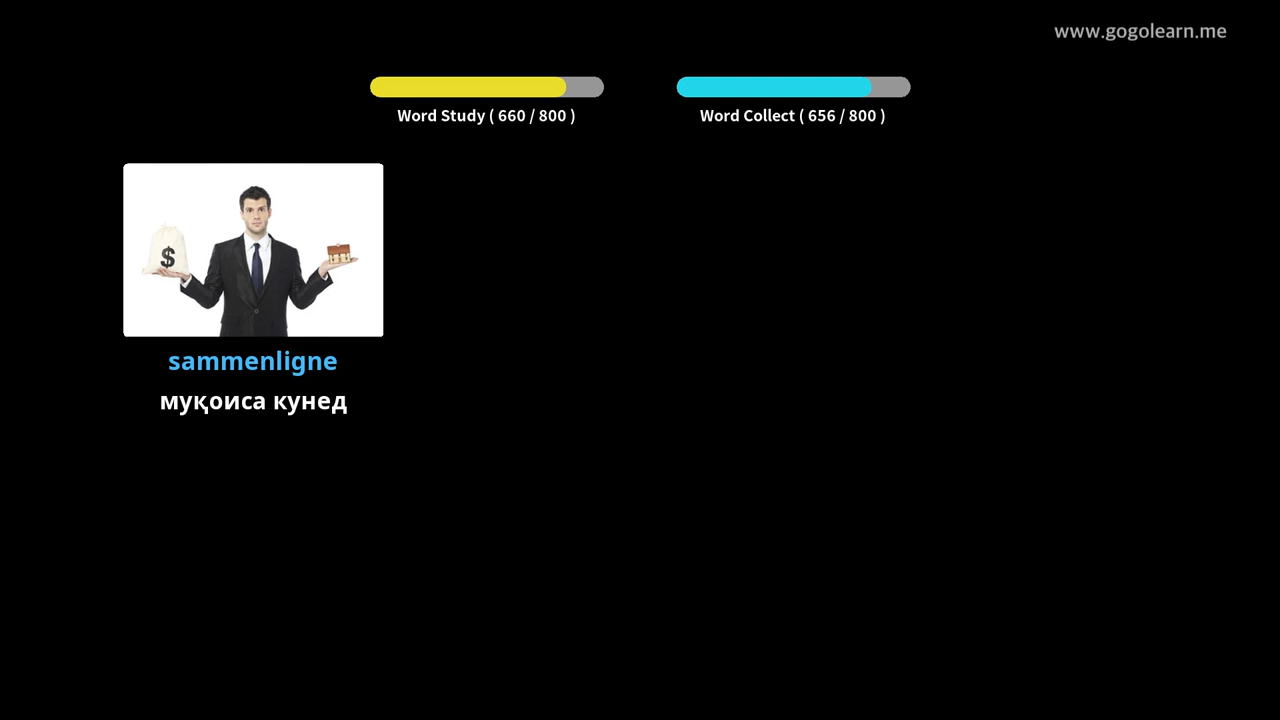 www.gogolearn.me
Word Study ( 660 / 800 )
Word Collect ( 656 / 800 )
$
sammenligne
муқоиса кунед